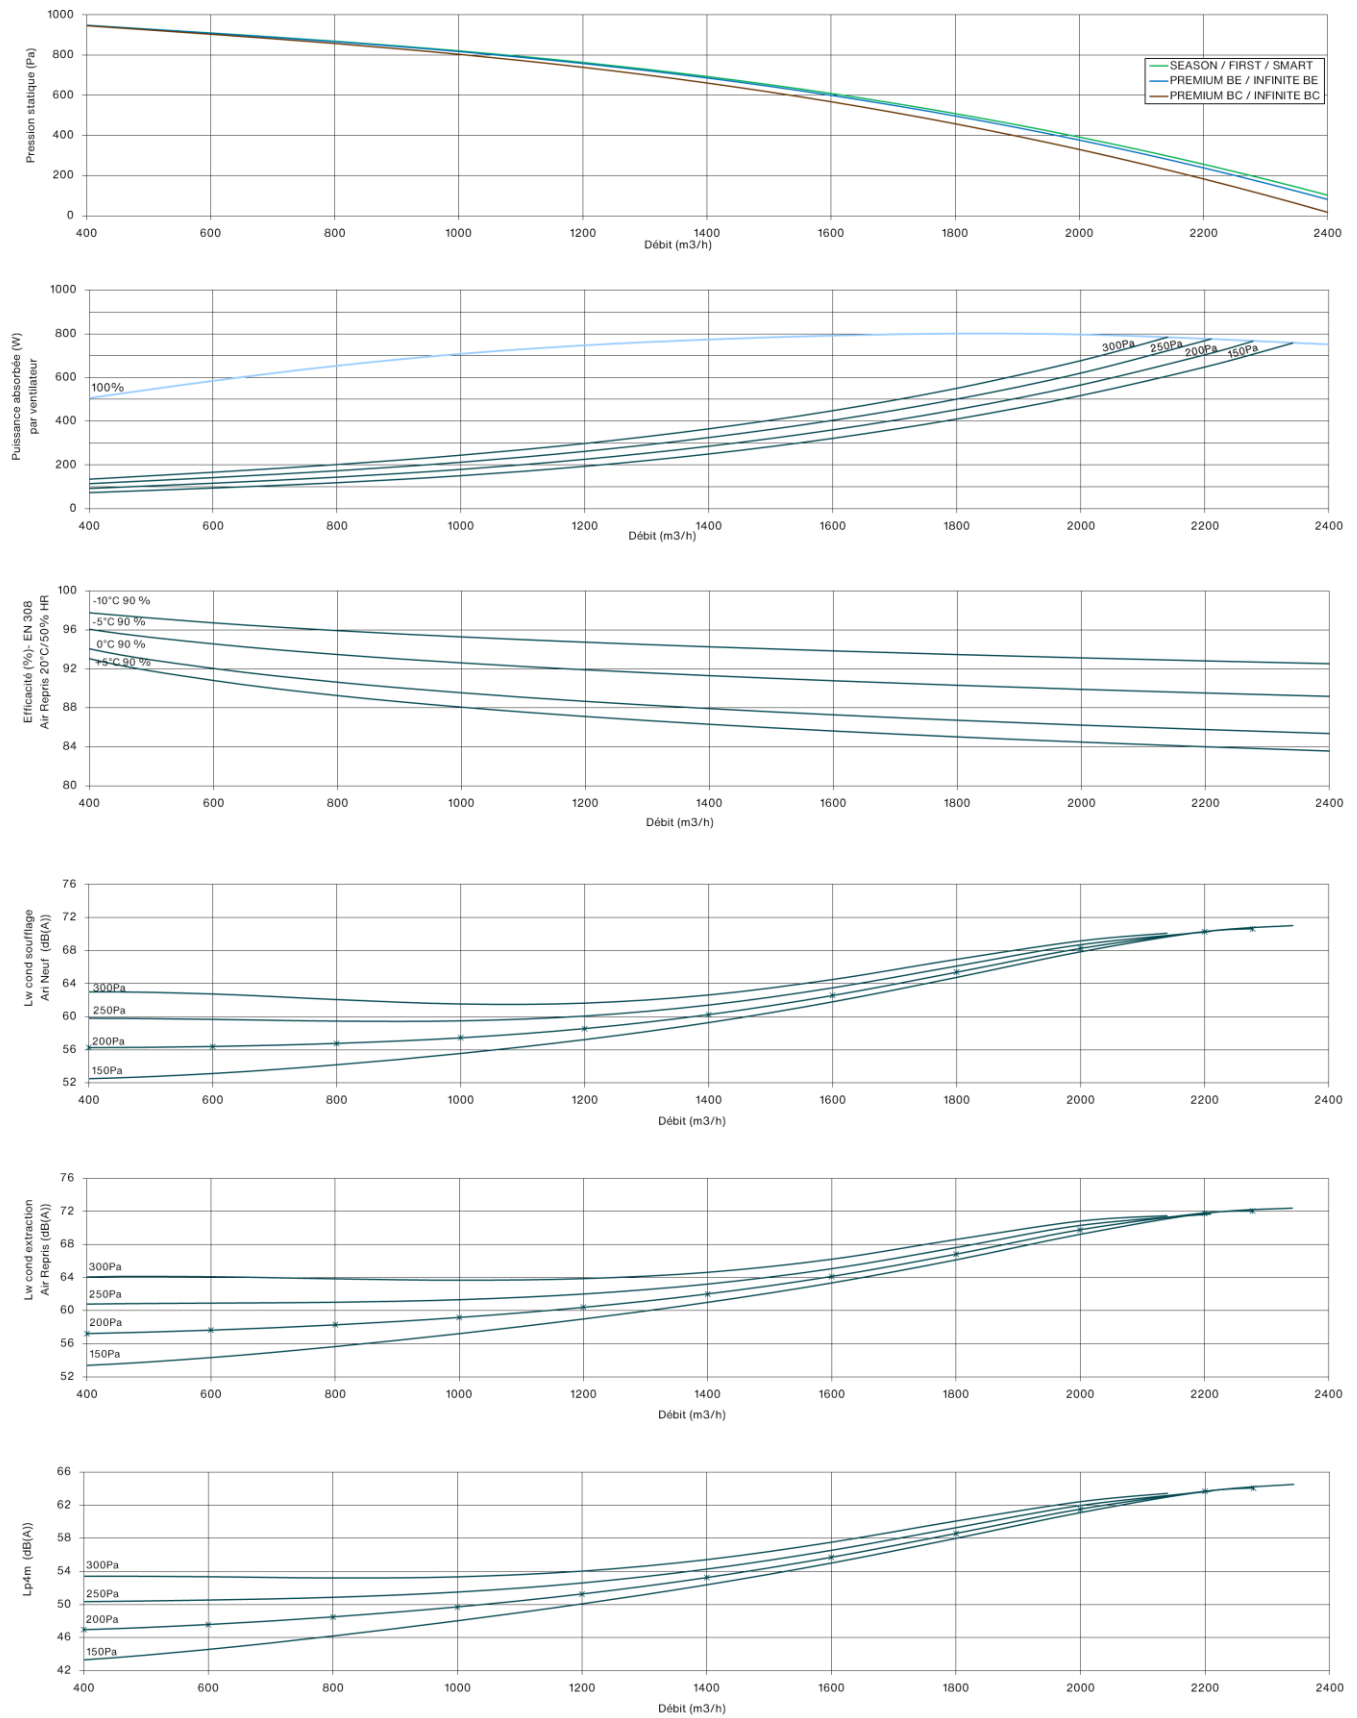 1000
800
600
400
200
0
Pression statique (Pa)
SEASON / FIRST / SMART
PREMIUM BE / INFINITE BE
PREMIUM BC / INFINITE BC
400 600 800 1000 1200 1400 1600 1800 2000 2200 2400
Débit (m3/h)
1000
800
600
400
200
0
Puissance absorbée (W)
par ventilateur
100%
300Pa
250Pa
200Pa
150Pa
400 600 800 1000 1200 1400 1600 1800 2000 2200 2400
Débit (m3/h)
100
96
92
88
84
80
Efficacité (%)- EN 308
Air Repris 20°C/50% HR
-10°C 90 %
-5°C 90 %
0°C 90 %
+5°C 90 %
400 600 800 1000 1200 1400 1600 1800 2000 2200 2400
Débit (m3/h)
76
72
68
64
60
56
52
Lw cond soufflage
Ari Neuf (dB(A))
300Pa
250Pa
200Pa
150Pa
400 600 800 1000 1200 1400 1600 1800 2000 2200 2400
Débit (m3/h)
76
72
68
64
60
56
52
Lw cond extraction
Air Repris (dB(A))
300Pa
250Pa
200Pa
150Pa
400 600 800 1000 1200 1400 1600 1800 2000 2200 2400
Débit (m3/h)
66
62
58
54
50
46
42
Lp4m (dB(A))
300Pa
250Pa
200Pa
150Pa
400 600 800 1000 1200 1400 1600 1800 2000 2200 2400
Débit (m3/h)